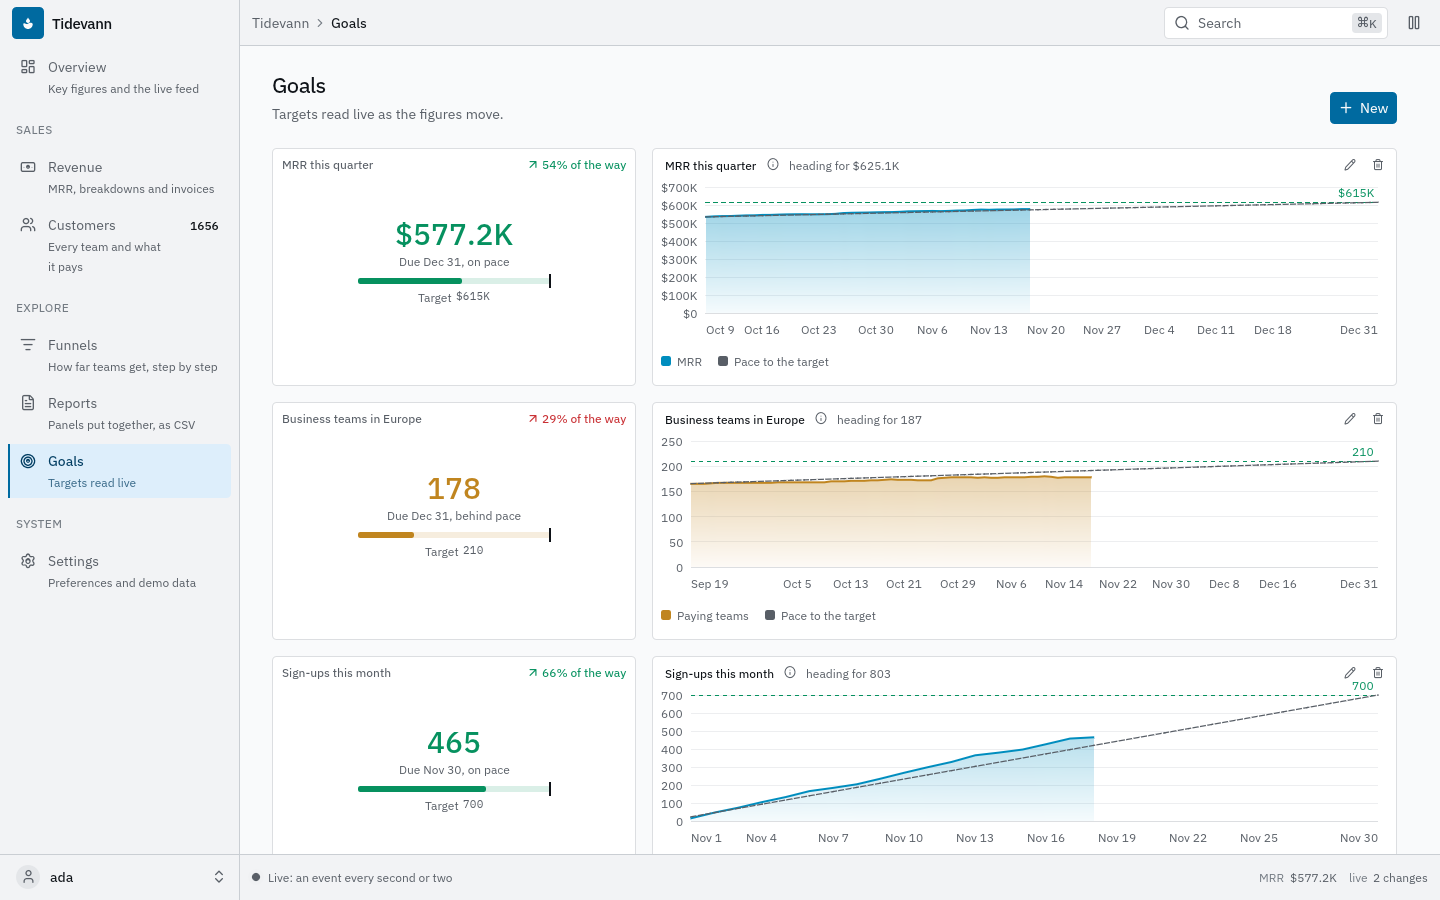 Tidevann
Overview
Key figures and the live feed
SALES
Revenue
MRR, breakdowns and invoices
Customers 1656
Every team and what
it pays
EXPLORE
Funnels
How far teams get, step by step
Reports
Panels put together, as CSV
Goals
Targets read live
SYSTEM
Settings
Preferences and demo data
ada
Tidevann > Goals
Search ⌘K
Goals
Targets read live as the figures move.
New
MRR this quarter 54% of the way
$577.2K
Due Dec 31, on pace
Target $615K
MRR this quarter heading for $625.1K
$615K
$700K
$600K
$500K
$400K
$300K
$200K
$100K
$0
Oct 9 Oct 16 Oct 23 Oct 30 Nov 6 Nov 13 Nov 20 Nov 27 Dec 4 Dec 11 Dec 18 Dec 31
MRR Pace to the target
Business teams in Europe 29% of the way
178
Due Dec 31, behind pace
Target 210
Business teams in Europe heading for 187
210
250
200
150
100
50
0
Sep 19 Oct 5 Oct 13 Oct 21 Oct 29 Nov 6 Nov 14 Nov 22 Nov 30 Dec 8 Dec 16 Dec 31
Paying teams Pace to the target
Sign-ups this month 66% of the way
465
Due Nov 30, on pace
Target 700
Sign-ups this month heading for 803
700
700
600
500
400
300
200
100
0
Nov 1 Nov 4 Nov 7 Nov 10 Nov 13 Nov 16 Nov 19 Nov 22 Nov 25 Nov 30
Live: an event every second or two
MRR $577.2K live 2 changes